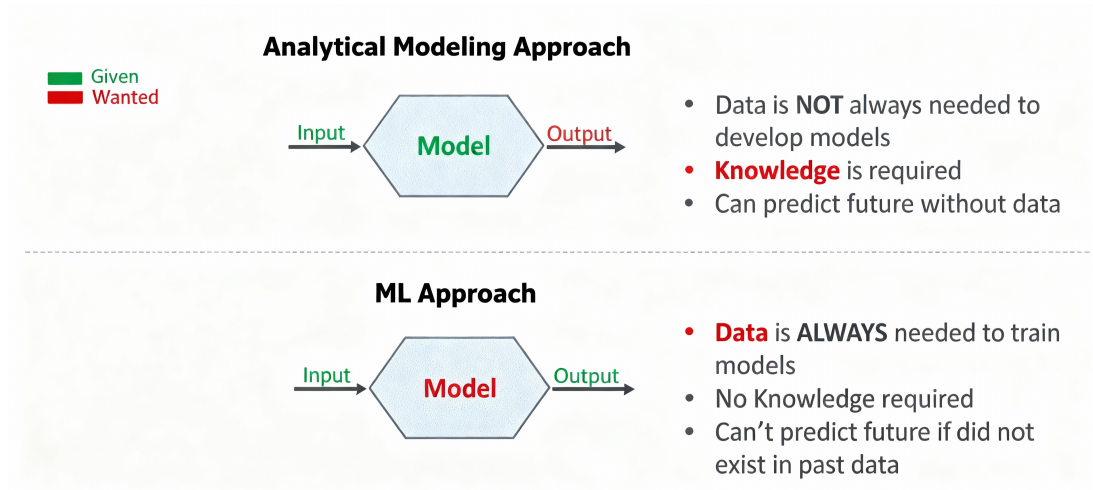 Analytical Modeling Approach
Given
Wanted
Input
Model
Output
• Data is NOT always needed to
develop models
• Knowledge is required
• Can predict future without data
ML Approach
Input
Model
Output
• Data is ALWAYS needed to train
models
• No Knowledge required
• Can't predict future if did not
exist in past data